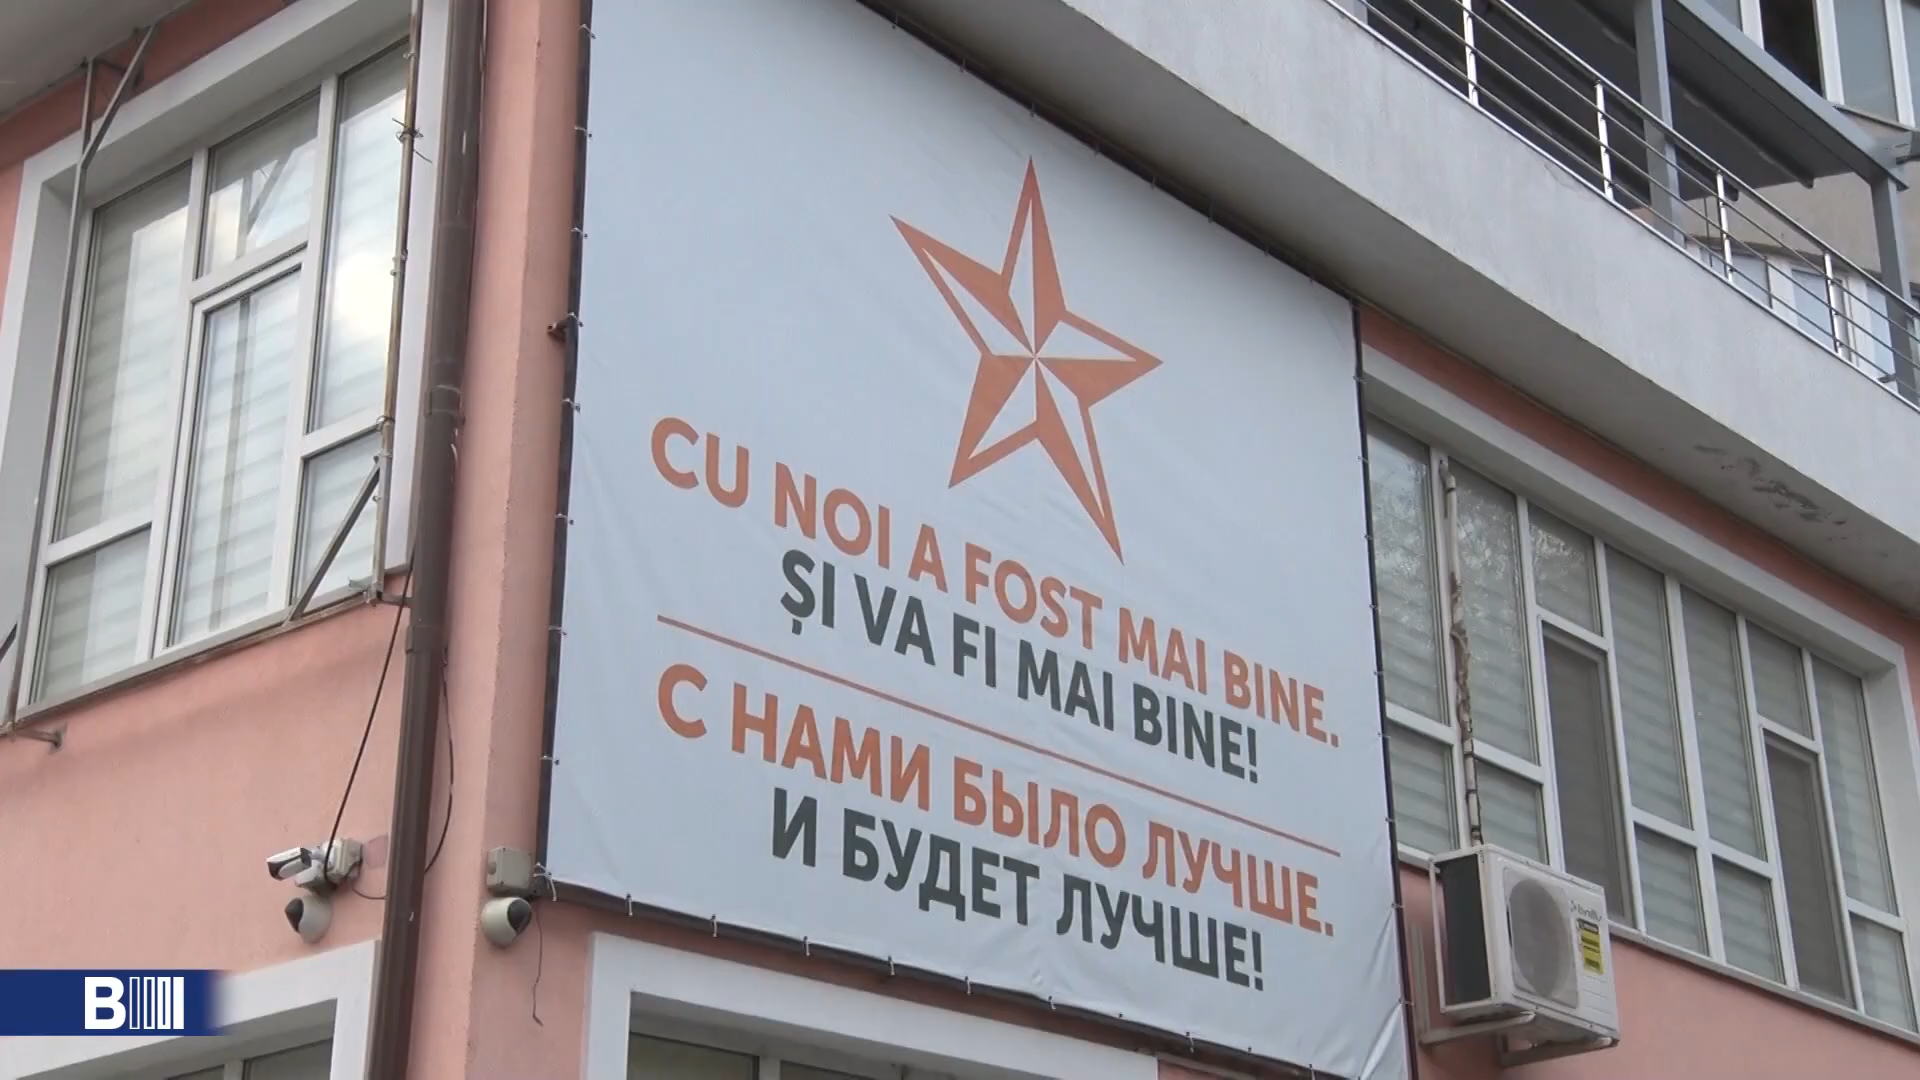 CU NOI A FOST MAI BINE.
ȘI VA FI MAI BINE!
С НАМИ БЫЛО ЛУЧШЕ.
И БУДЕТ ЛУЧШЕ!
B